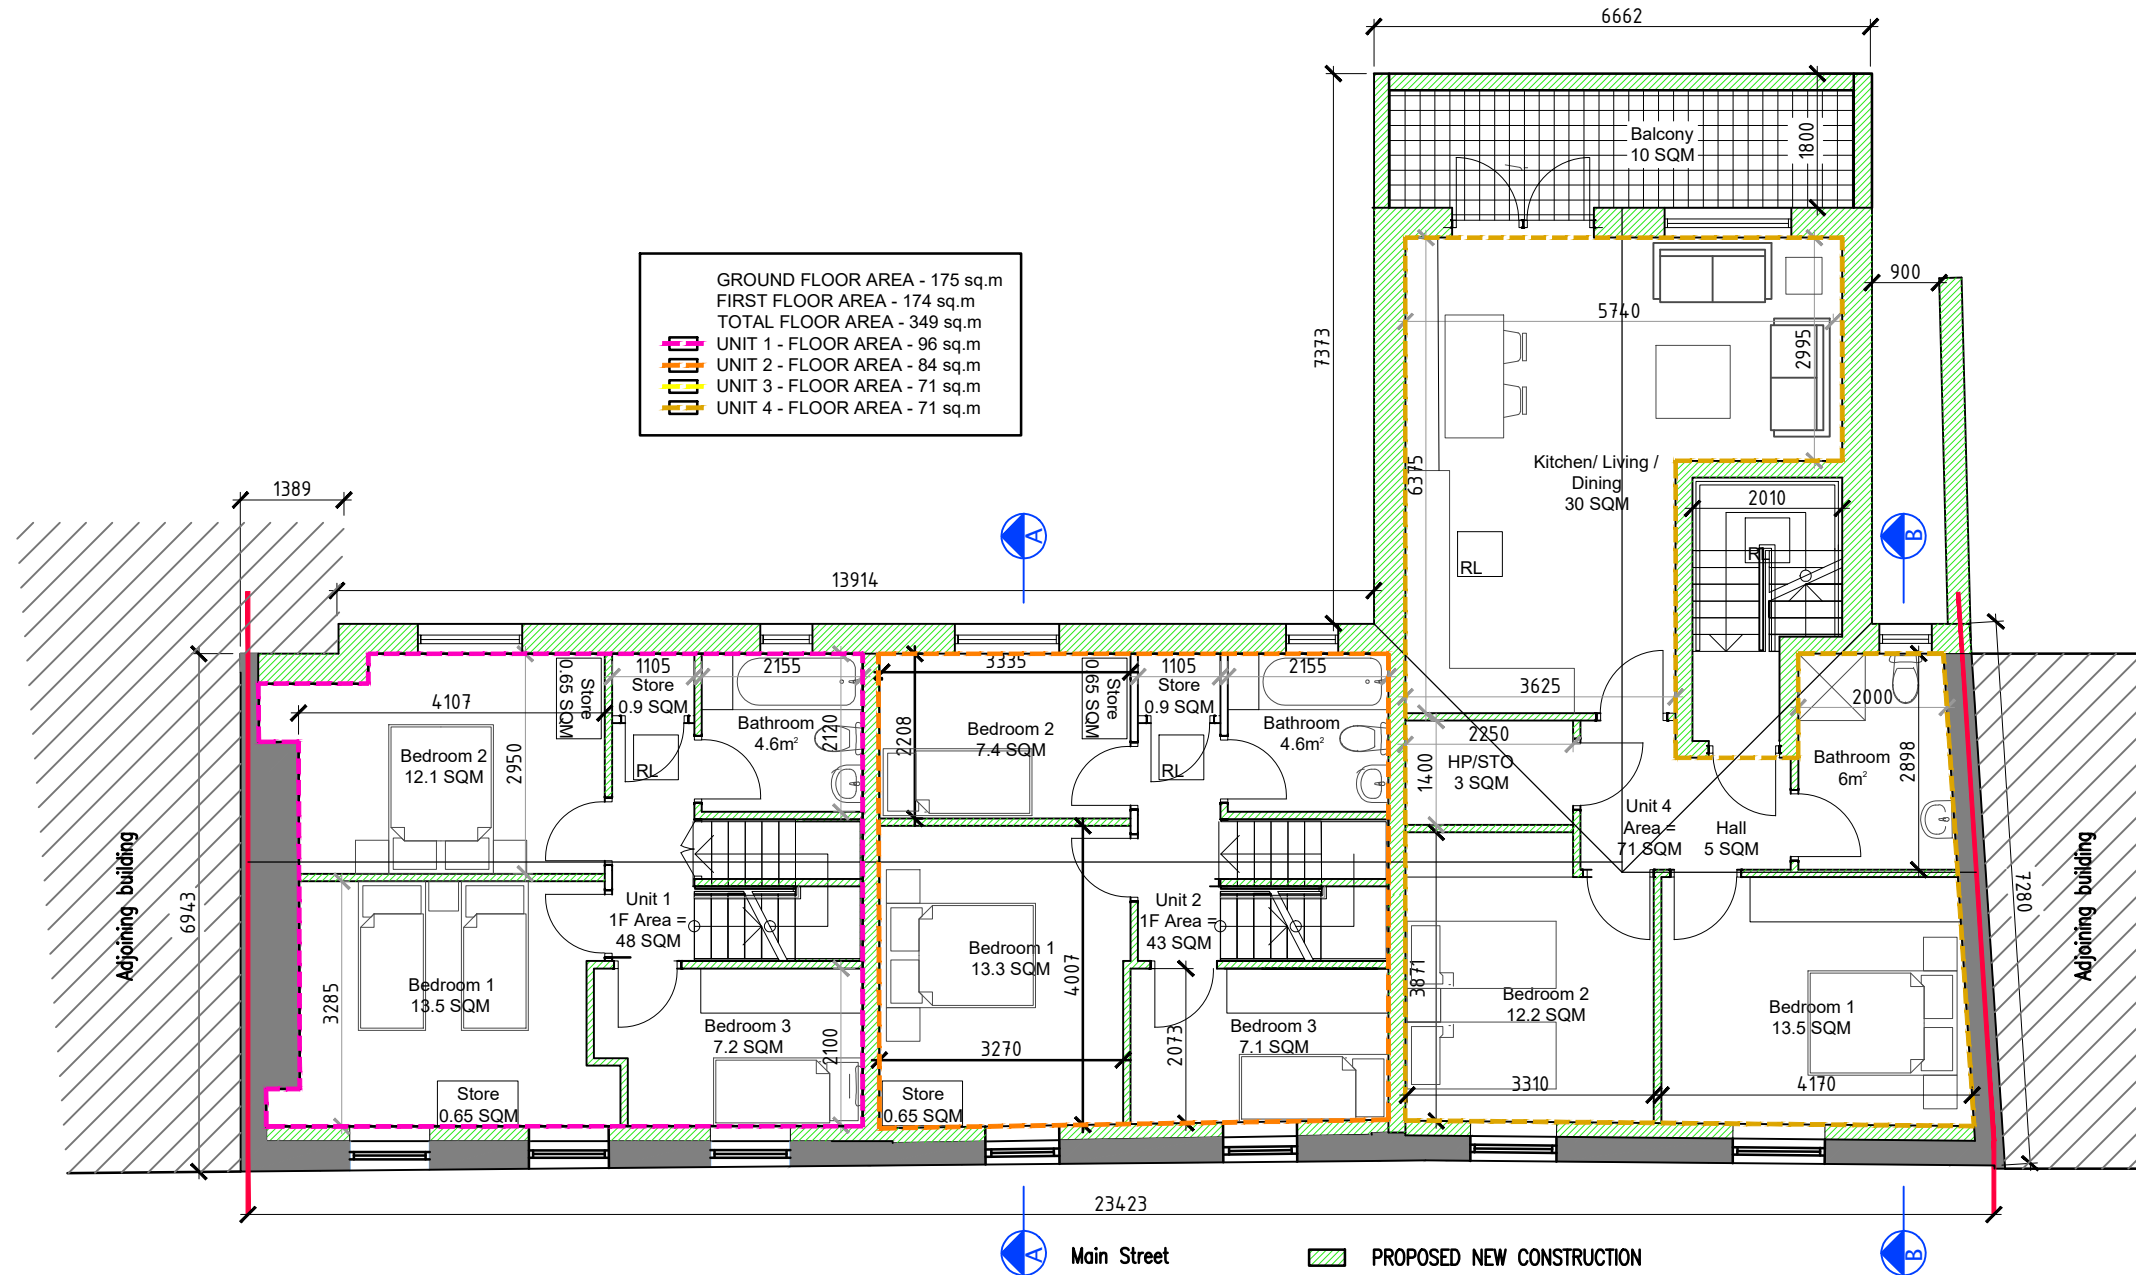 6662
Balcony
10 SQM
1800
GROUND FLOOR AREA - 175 sq.m
FIRST FLOOR AREA - 174 sq.m
TOTAL FLOOR AREA - 349 sq.m
UNIT 1 - FLOOR AREA - 96 sq.m
UNIT 2 - FLOOR AREA - 84 sq.m
UNIT 3 - FLOOR AREA - 71 sq.m
UNIT 4 - FLOOR AREA - 71 sq.m
7373
900
5740
2995
6375
Kitchen/ Living /
Dining
30 SQM
RL
2010
RL
1389
A
B
13914
4107
Store
0.65 SQM
1105
Store
0.9 SQM
2155
Bathroom
4.6m²
2120
RL
Bedroom 2
12.1 SQM
2950
3335
Store
0.65 SQM
1105
Store
0.9 SQM
2155
Bathroom
4.6m²
RL
Bedroom 2
7.4 SQM
2208
3625
2250
HP/STO
3 SQM
1400
2000
Bathroom
6m²
2898
Unit 4
Area =
71 SQM
Hall
5 SQM
Adjoining building
6943
Unit 1
1F Area =
48 SQM
Bedroom 1
13.5 SQM
3285
Bedroom 3
7.2 SQM
2100
Store
0.65 SQM
Unit 2
1F Area =
43 SQM
Bedroom 1
13.3 SQM
4007
3270
Store
0.65 SQM
Bedroom 3
7.1 SQM
2073
3871
Bedroom 2
12.2 SQM
3310
Bedroom 1
13.5 SQM
4170
7280
Adjoining building
23423
A
Main Street
PROPOSED NEW CONSTRUCTION
B